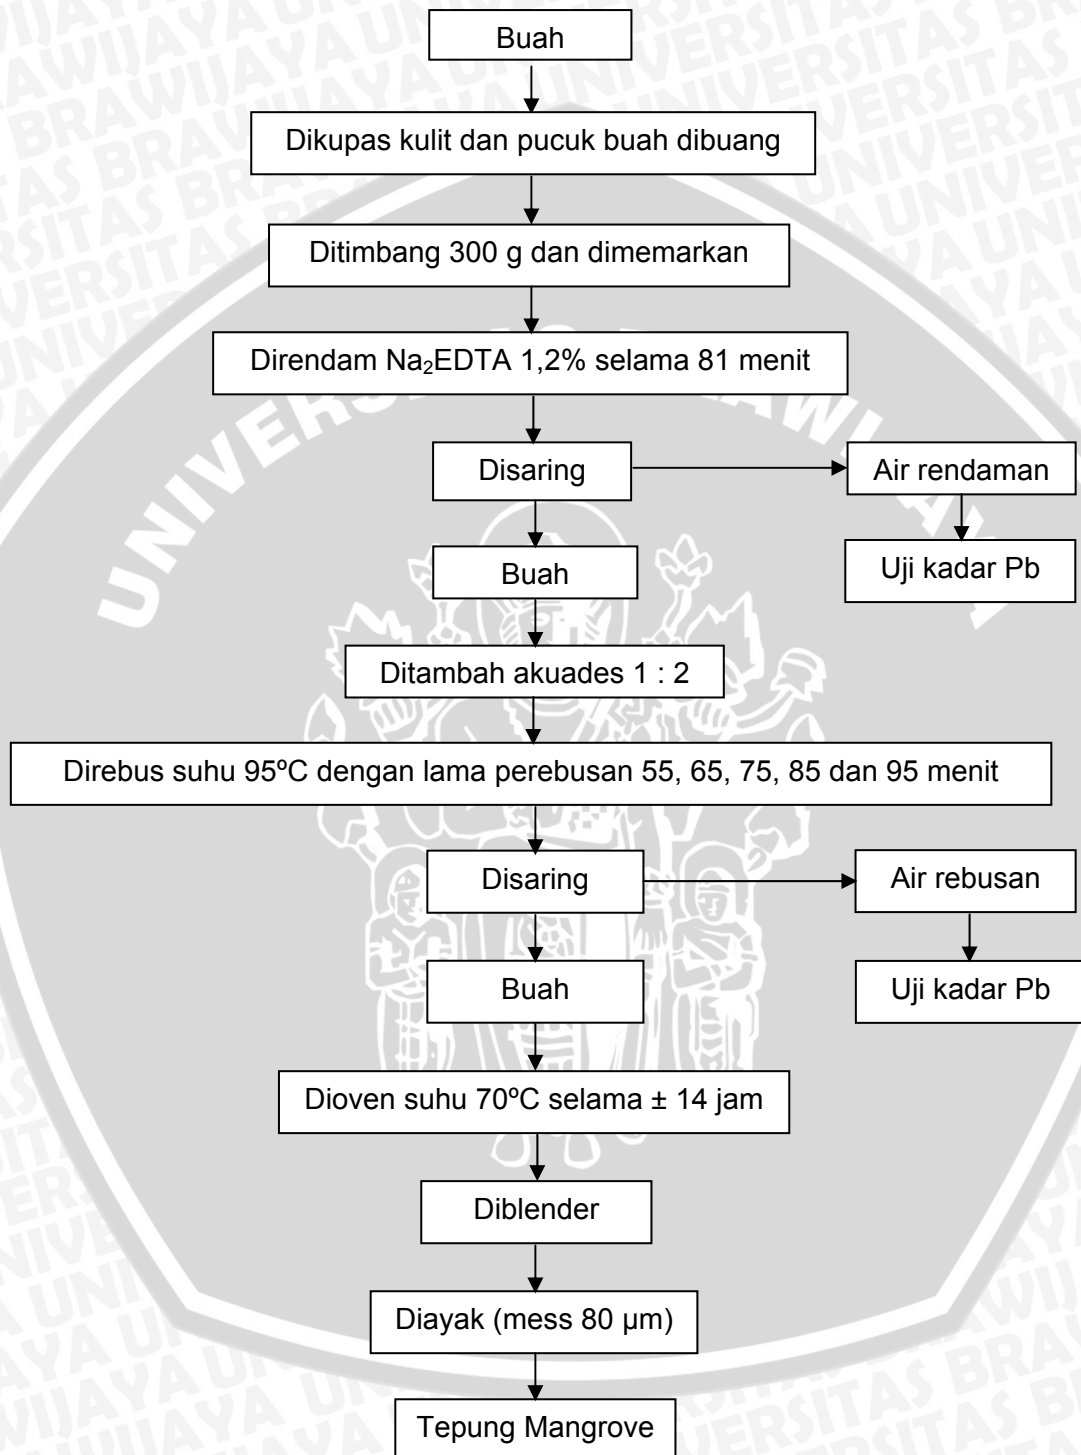 Buah
Dikupas kulit dan pucuk buah dibuang
Ditimbang 300 g dan dimemarkan
Direndam Na₂EDTA 1,2% selama 81 menit
Disaring
Air rendaman
Buah
Uji kadar Pb
Ditambah akuades 1 : 2
Direbus suhu 95ºC dengan lama perebusan 55, 65, 75, 85 dan 95 menit
Disaring
Air rebusan
Buah
Uji kadar Pb
Dioven suhu 70ºC selama ± 14 jam
Diblender
Diayak (mess 80 µm)
Tepung Mangrove
UNIVERSITAS BRAWIJAYA